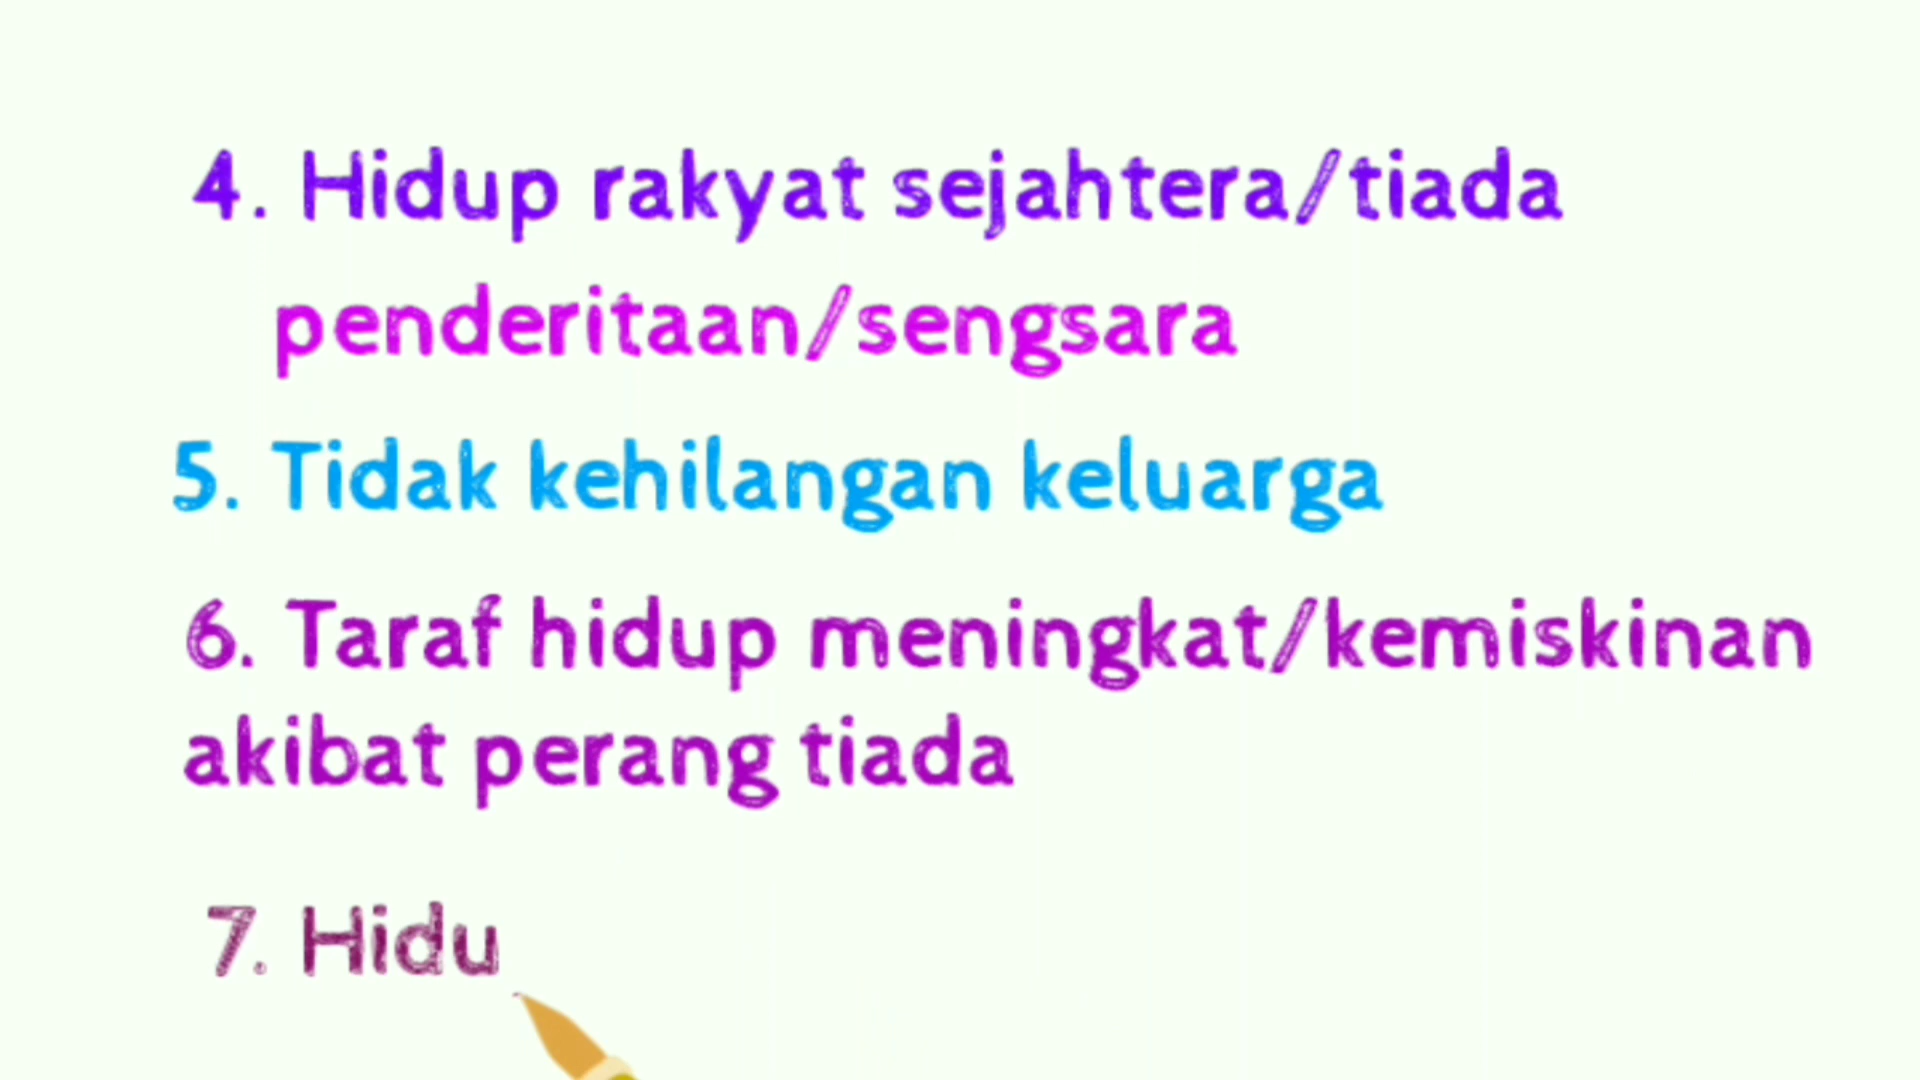 4. Hidup rakyat sejahtera/tiada
penderitaan/sengsara
5. Tidak kehilangan keluarga
6. Taraf hidup meningkat/kemiskinan
akibat perang tiada
7. Hidu